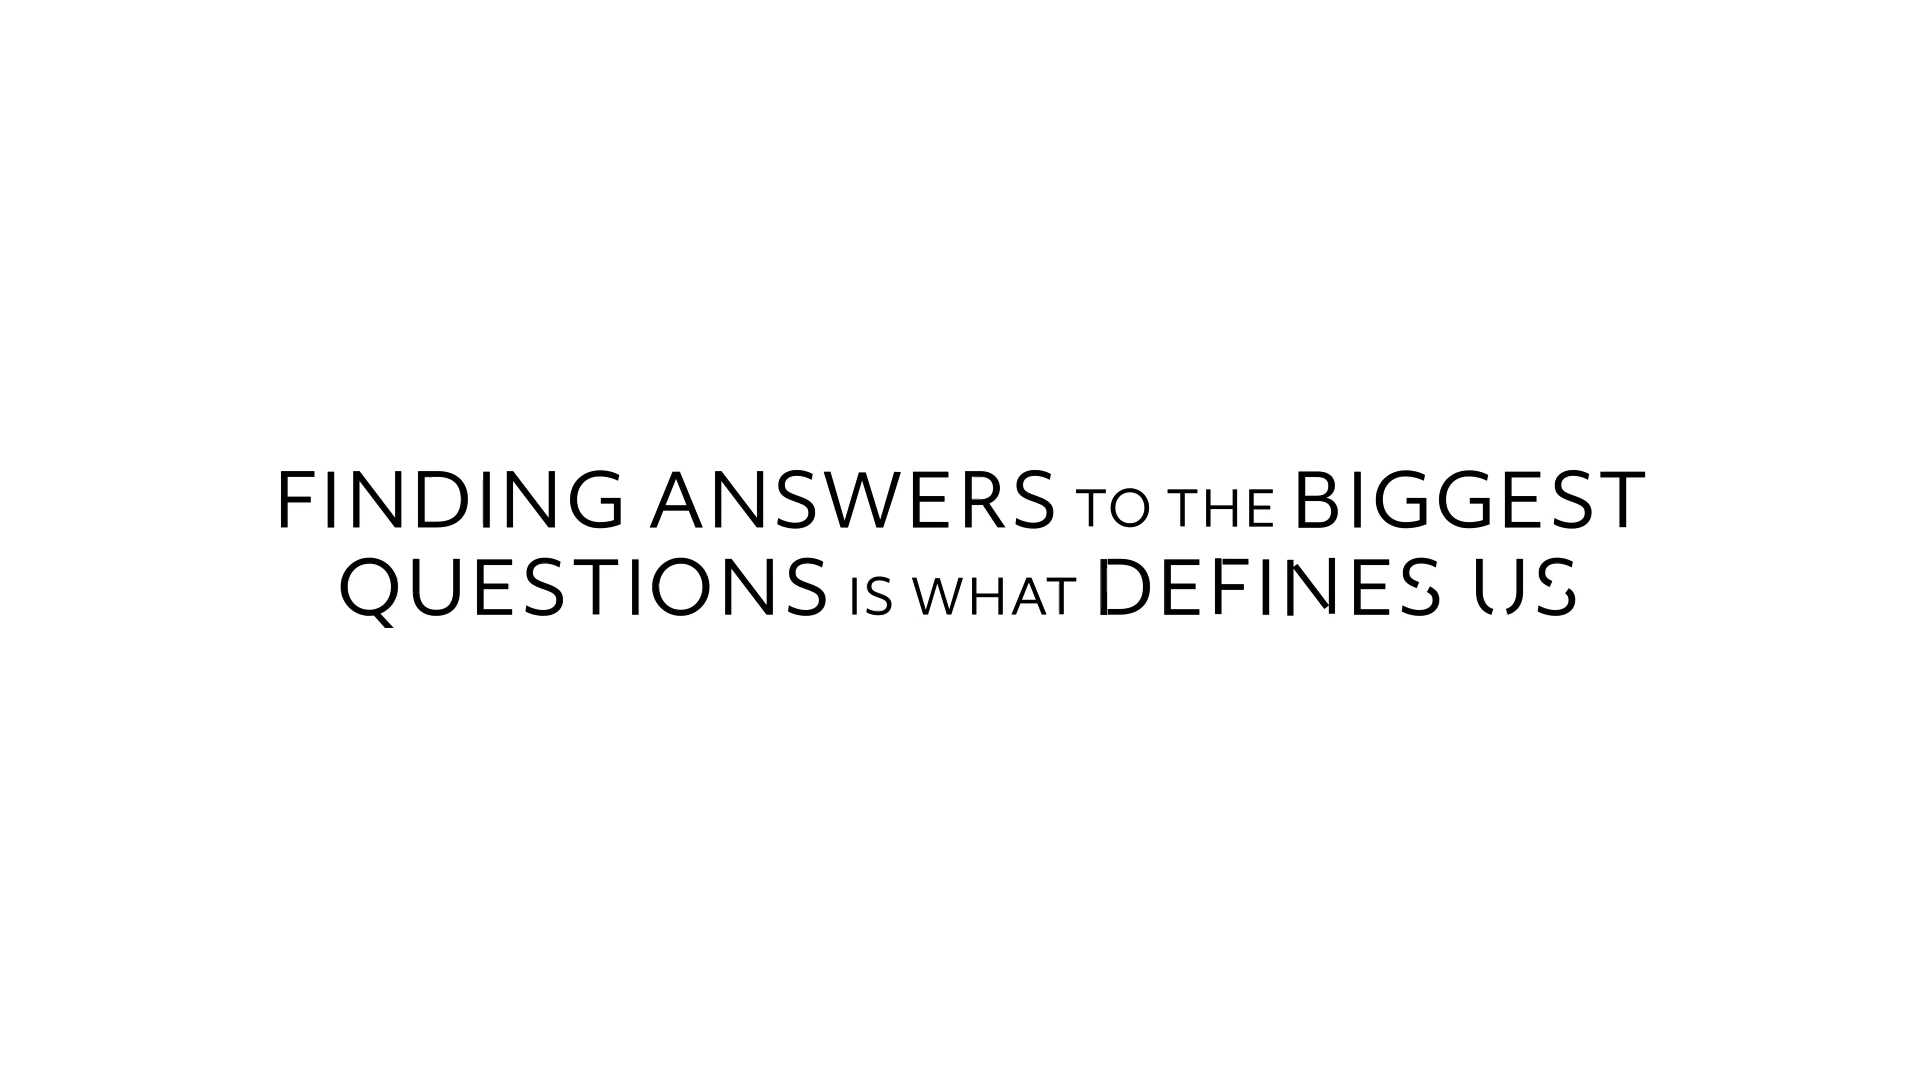 FINDING ANSWERS TO THE BIGGEST
QUESTIONS IS WHAT DEFINES US